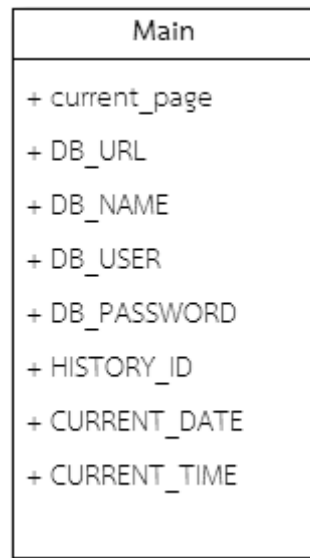 Main
+ current_page
+ DB_URL
+ DB_NAME
+ DB_USER
+ DB_PASSWORD
+ HISTORY_ID
+ CURRENT_DATE
+ CURRENT_TIME